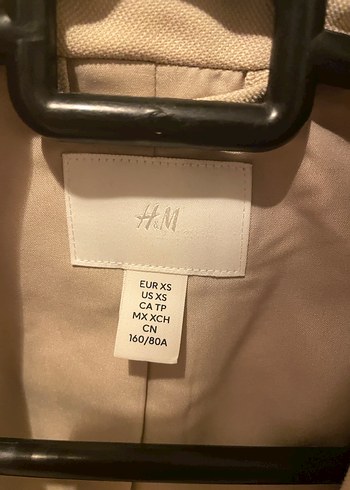 H&M
EUR XS
US XS
CA TP
MX XCH
CN
160/80A